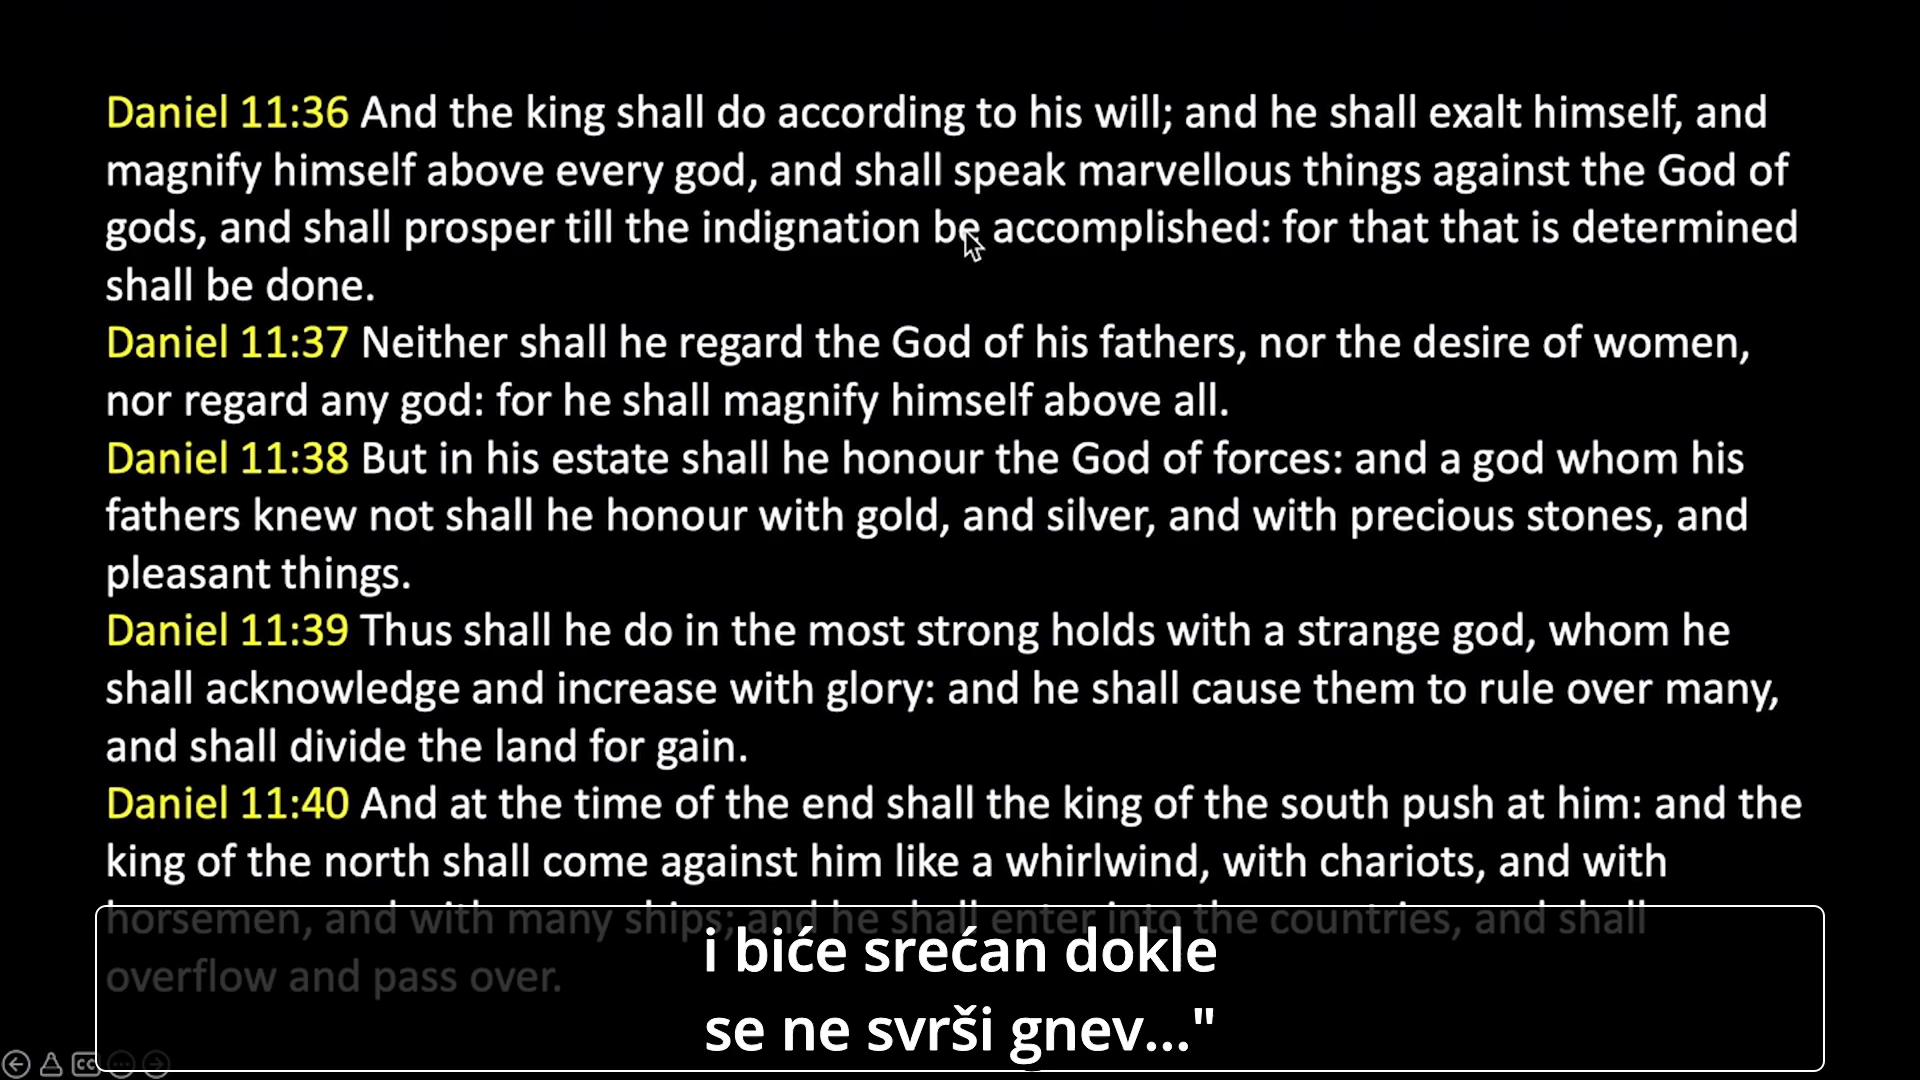 Daniel 11:36 And the king shall do according to his will; and he shall exalt himself, and
magnify himself above every god, and shall speak marvellous things against the God of
gods, and shall prosper till the indignation be accomplished: for that that is determined
shall be done.
Daniel 11:37 Neither shall he regard the God of his fathers, nor the desire of women,
nor regard any god: for he shall magnify himself above all.
Daniel 11:38 But in his estate shall he honour the God of forces: and a god whom his
fathers knew not shall he honour with gold, and silver, and with precious stones, and
pleasant things.
Daniel 11:39 Thus shall he do in the most strong holds with a strange god, whom he
shall acknowledge and increase with glory: and he shall cause them to rule over many,
and shall divide the land for gain.
Daniel 11:40 And at the time of the end shall the king of the south push at him: and the
king of the north shall come against him like a whirlwind, with chariots, and with
horsemen, and with many ships; and he shall enter into the countries, and shall
overflow and pass over.
i biće srećan dokle
se ne svrši gnev..."
CC